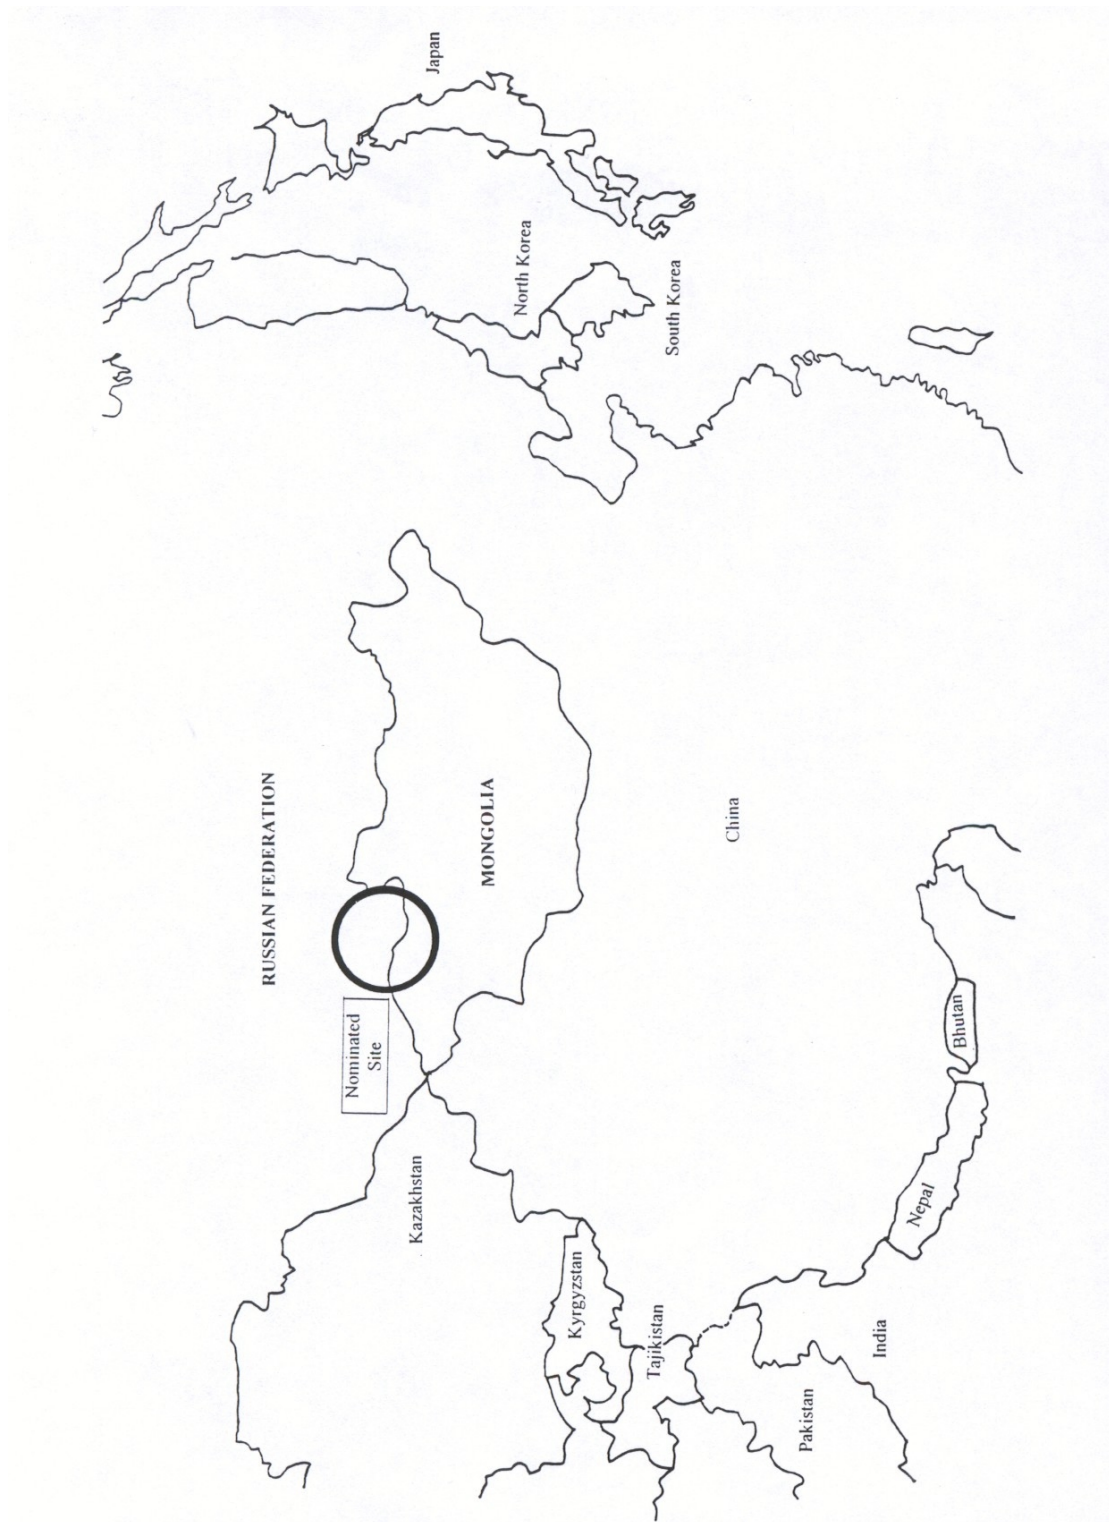 RUSSIAN FEDERATION
Japan
Nominated
Site
North Korea
MONGOLIA
Kazakhstan
South Korea
Kyrgyzstan
Tajikistan
China
Pakistan
India
Nepal
Bhutan